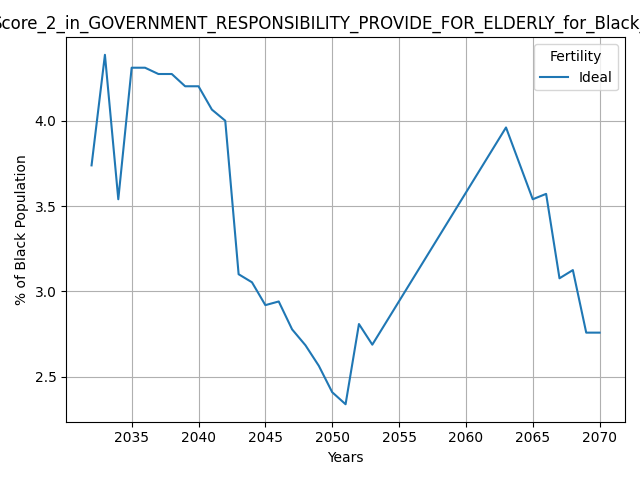 Score_2_in_GOVERNMENT_RESPONSIBILITY_PROVIDE_FOR_ELDERLY_for_Black_
Fertility
Ideal
4.0
3.5
3.0
2.5
% of Black Population
2035 2040 2045 2050 2055 2060 2065 2070
Years